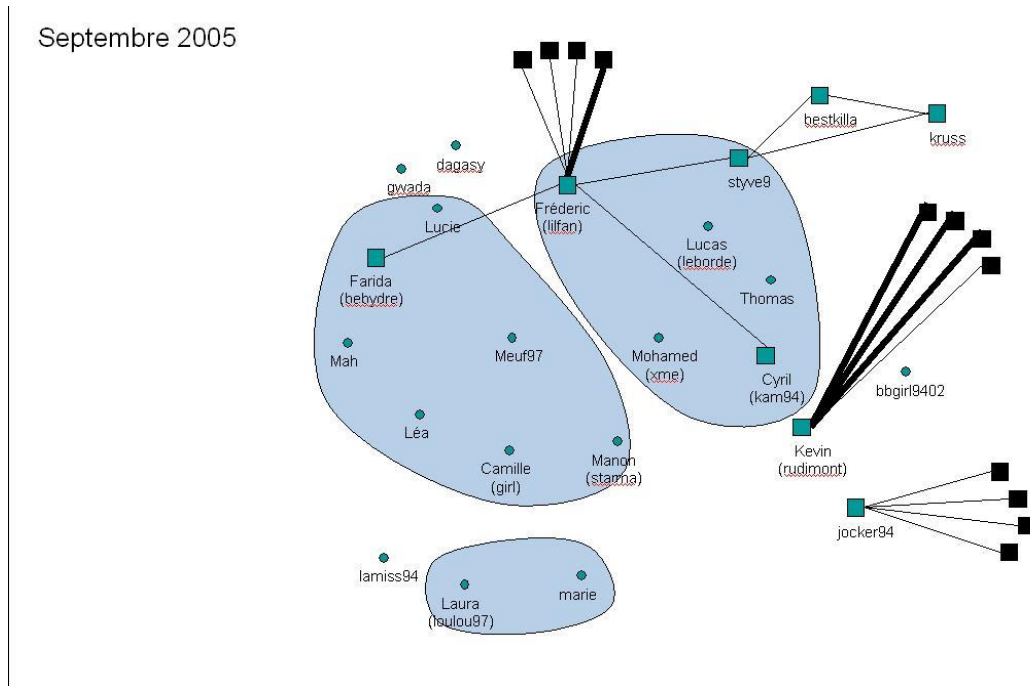 Septembre 2005
bestkilla
kruss
dagasy
gwada
styve9
Lucie
Fréderic
(lilfan)
Lucas
(leborde)
Farida
(bebydre)
Thomas
Mah
Meuf97
Mohamed
(xme)
Cyril
(kam94)
bbgirl9402
Léa
Camille
(girl)
Manon
(starma)
Kevin
(rudimont)
jocker94
lamiss94
Laura
(loulou97)
marie